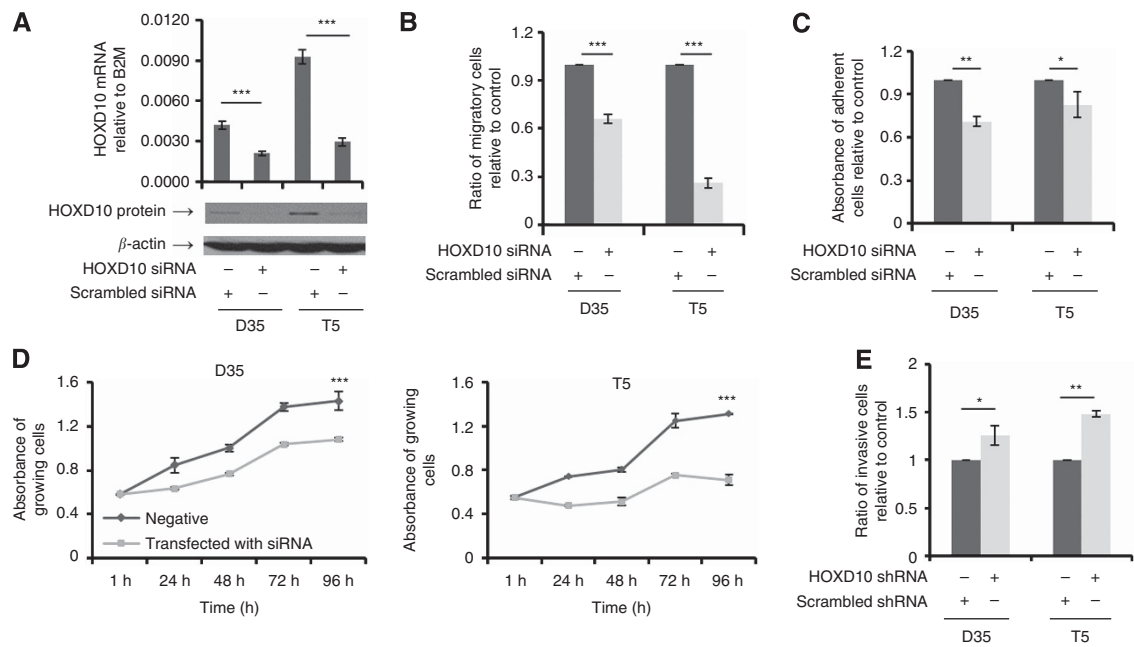 A
HOXD10 mRNA
relative to B2M
0.0120
0.0090
0.0060
0.0030
0.0000
***
***
HOXD10 protein →
β-actin →
HOXD10 siRNA – + – +
Scrambled siRNA + – + –
D35 T5
B
Ratio of migratory cells
relative to control
1.2
0.9
0.6
0.3
0
***
***
HOXD10 siRNA – + – +
Scrambled siRNA + – + –
D35 T5
C
Absorbance of adherent
cells relative to control
1.2
0.9
0.6
0.3
0
**
*
HOXD10 siRNA – + – +
Scrambled siRNA + – + –
D35 T5
D
D35
Absorbance of
growing cells
1.6
1.2
0.8
0.4
0
***
Negative
Transfected with siRNA
1 h 24 h 48 h 72 h 96 h
Time (h)
T5
Absorbance of growing
cells
1.6
1.2
0.8
0.4
0
***
1 h 24 h 48 h 72 h 96 h
Time (h)
E
Ratio of invasive cells
relative to control
2
1.5
1
0.5
0
*
**
HOXD10 shRNA – + – +
Scrambled shRNA + – + –
D35 T5